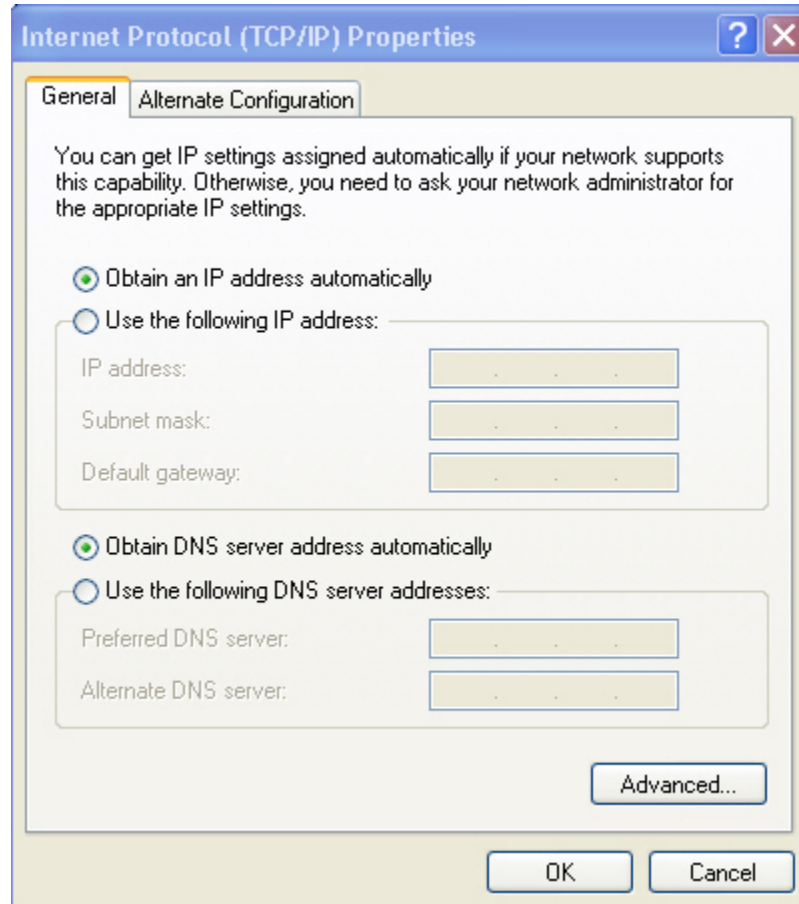 Internet Protocol (TCP/IP) Properties
General
Alternate Configuration
You can get IP settings assigned automatically if your network supports
this capability. Otherwise, you need to ask your network administrator for
the appropriate IP settings.
Obtain an IP address automatically
Use the following IP address:
IP address:
Subnet mask:
Default gateway:
Obtain DNS server address automatically
Use the following DNS server addresses:
Preferred DNS server:
Alternate DNS server:
Advanced...
OK
Cancel